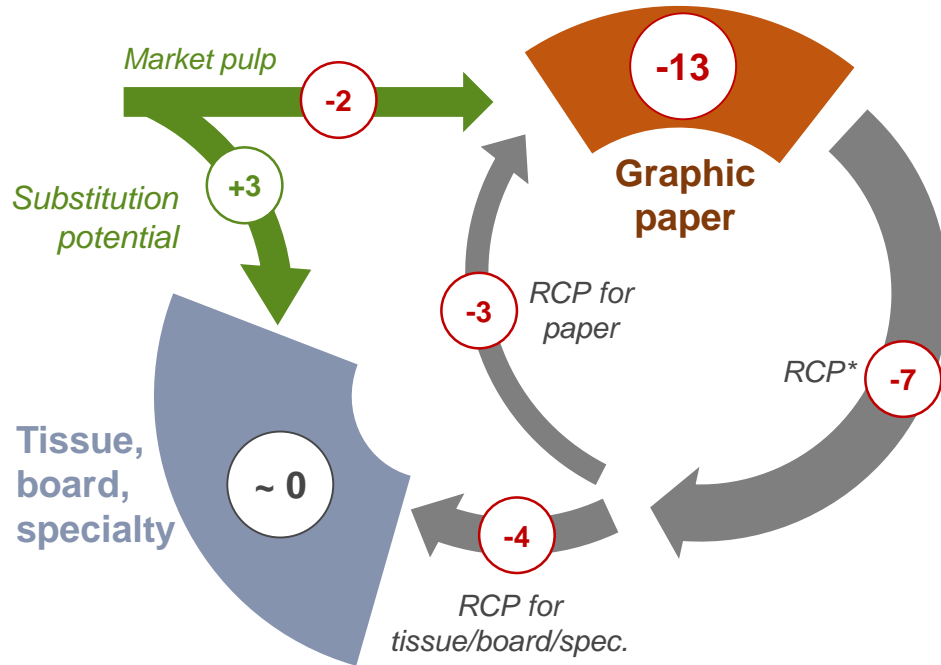 Market pulp
-2
-13
+3
Substitution
potential
Graphic
paper
-3
RCP for
paper
RCP*
-7
Tissue,
board,
specialty
~ 0
-4
RCP for
tissue/board/spec.